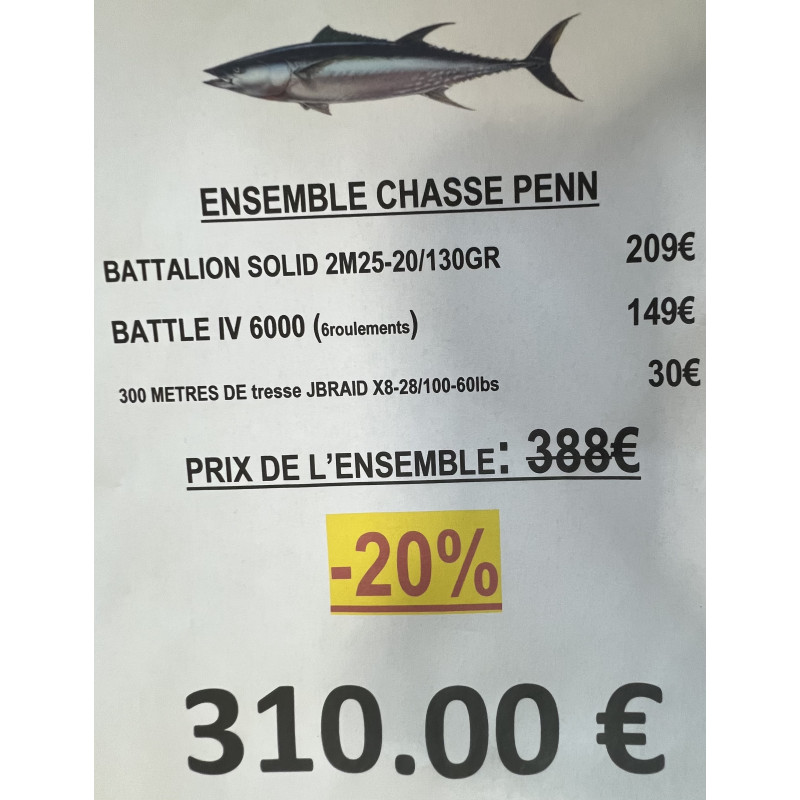 ENSEMBLE CHASSE PENN
BATTALION SOLID 2M25-20/130GR 209€
BATTLE IV 6000 (6roulements) 149€
300 METRES DE tresse JBRAID X8-28/100-60lbs 30€
PRIX DE L’ENSEMBLE: 388€
-20%
310.00 €